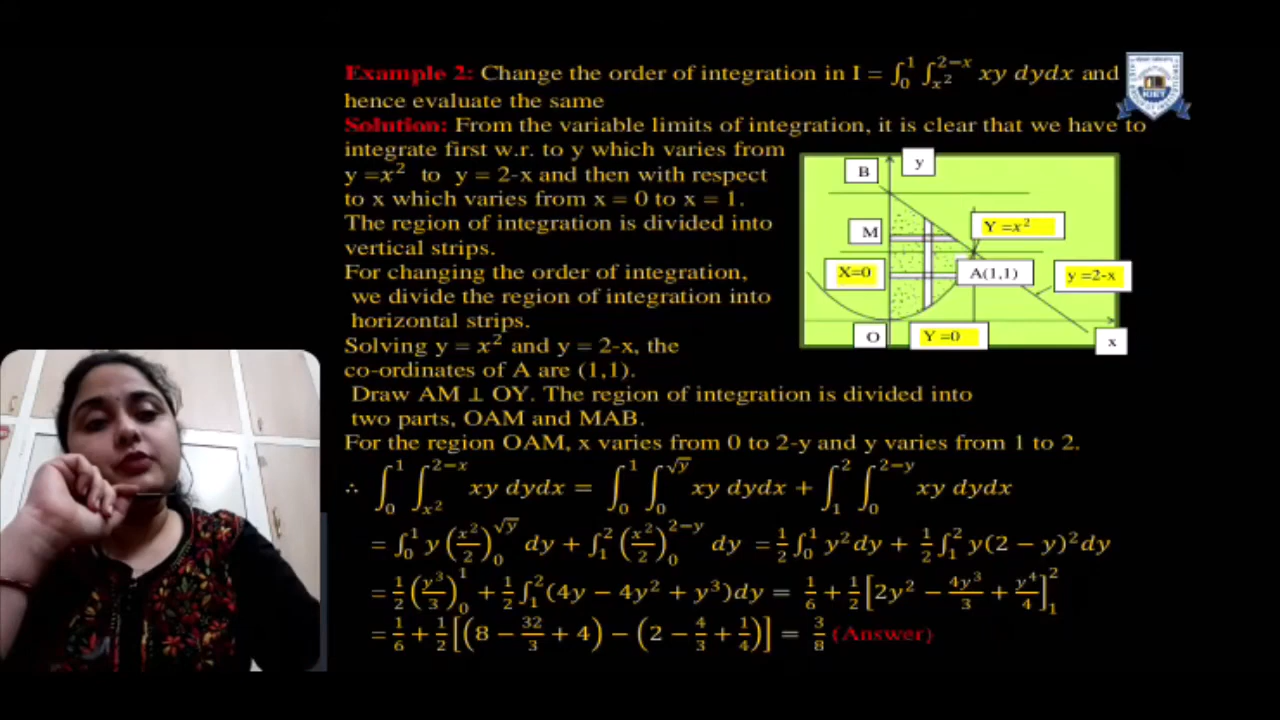 Example 2: Change the order of integration in I = ∫₀¹ ∫ₓ²^(2−x) xy dydx and
hence evaluate the same
Solution: From the variable limits of integration, it is clear that we have to
integrate first w.r. to y which varies from
y =x² to y = 2-x and then with respect
to x which varies from x = 0 to x = 1.
The region of integration is divided into
vertical strips.
For changing the order of integration,
we divide the region of integration into
horizontal strips.
Solving y = x² and y = 2-x, the
co-ordinates of A are (1,1).
Draw AM ⊥ OY. The region of integration is divided into
two parts, OAM and MAB.
For the region OAM, x varies from 0 to 2-y and y varies from 1 to 2.
∴ ∫₀¹ ∫ₓ²^(2−x) xy dydx = ∫₀¹ ∫₀^√y xy dydx + ∫₁² ∫₀^(2−y) xy dydx
= ∫₀¹ y(x²/2)₀^√y dy + ∫₁² (x²/2)₀^(2−y) dy = 1/2 ∫₀¹ y²dy + 1/2 ∫₁² y(2 − y)²dy
= 1/2 (y³/3)₀¹ + 1/2 ∫₁²(4y − 4y² + y³)dy = 1/6 + 1/2 [2y² − 4y³/3 + y⁴/4]₁²
= 1/6 + 1/2 [(8 − 32/3 + 4) − (2 − 4/3 + 1/4)] = 3/8 (Answer)
B
y
M
Y =x²
X=0
A(1,1)
y =2-x
O
Y =0
x
KIET